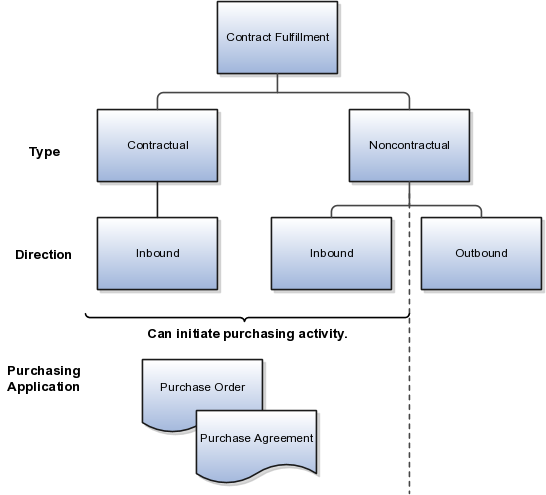 Contract Fulfillment
Type
Contractual
Noncontractual
Direction
Inbound
Inbound
Outbound
Can initiate purchasing activity.
Purchasing
Application
Purchase Order
Purchase Agreement